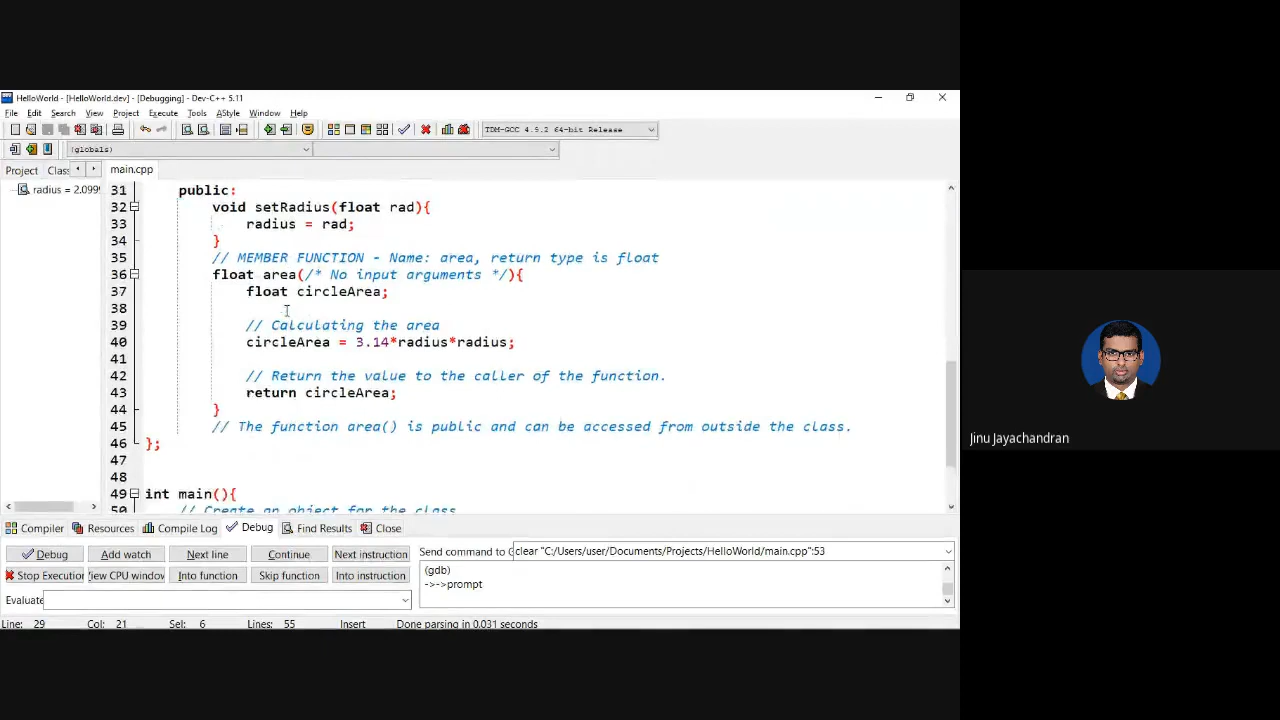 HelloWorld - [HelloWorld.dev] - [Debugging] - Dev-C++ 5.11
File Edit Search View Project Execute Tools AStyle Window Help
TDM-GCC 4.9.2 64-bit Release
(globals)
Project Clas main.cpp
radius = 2.0999
31 public:
32 void setRadius(float rad){
33 radius = rad;
34 }
35 // MEMBER FUNCTION - Name: area, return type is float
36 float area(/* No input arguments */){
37 float circleArea;
38
39 // Calculating the area
40 circleArea = 3.14*radius*radius;
41
42 // Return the value to the caller of the function.
43 return circleArea;
44 }
45 // The function area() is public and can be accessed from outside the class.
46 };
47
48
49 int main(){
50 // Create an object for the class
Compiler Resources Compile Log Debug Find Results Close
Debug Add watch Next line Continue Next instruction Send command to G clear "C:/Users/user/Documents/Projects/HelloWorld/main.cpp":53
(gdb)
Stop Execution View CPU window Into function Skip function Into instruction ->->prompt
Evaluate
Line: 29 Col: 21 Sel: 6 Lines: 55 Insert Done parsing in 0.031 seconds
Jinu Jayachandran